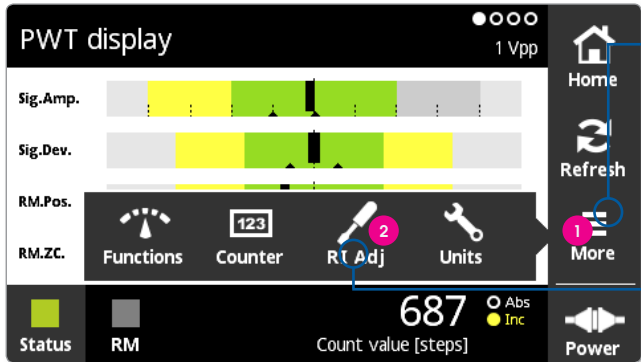 PWT display
1 Vpp
Home
Sig.Amp.
Sig.Dev.
Refresh
RM.Pos.
RM.ZC.
123
2
1
Functions
Counter
RI Adj
Units
More
687
Abs
Inc
Status
RM
Count value [steps]
Power